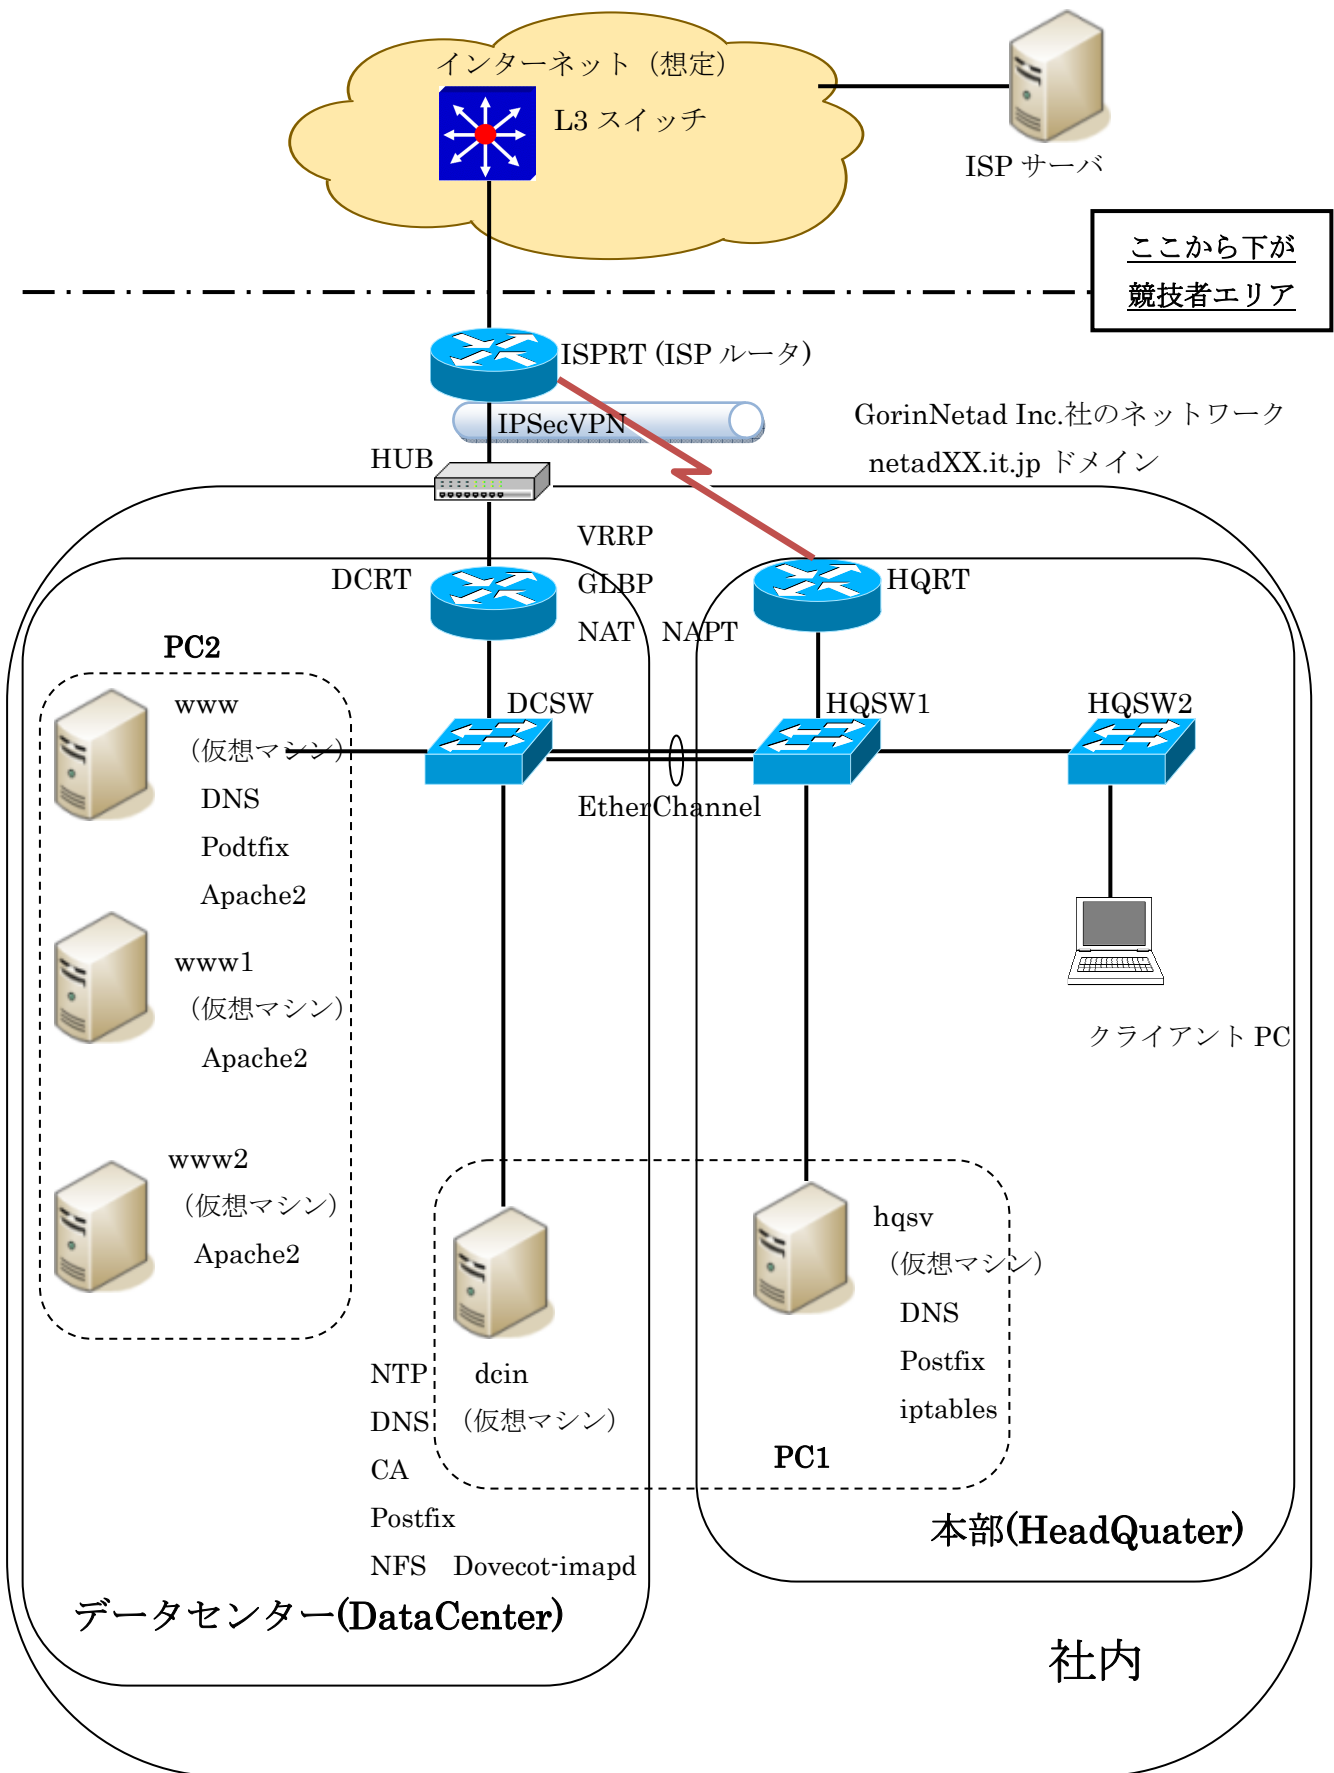 インターネット（想定）
L3 スイッチ
ISP サーバ
ここから下が
競技者エリア
ISPRT (ISP ルータ)
IPSecVPN
GorinNetad Inc.社のネットワーク
netadXX.it.jp ドメイン
HUB
VRRP
GLBP
NAT NAPT
DCRT
HQRT
PC2
www
（仮想マシン）
DNS
Podtfix
Apache2
DCSW
HQSW1
HQSW2
EtherChannel
www1
（仮想マシン）
Apache2
クライアント PC
www2
（仮想マシン）
Apache2
hqsv
（仮想マシン）
DNS
Postfix
iptables
NTP dcin
DNS （仮想マシン）
CA
Postfix
NFS Dovecot-imapd
PC1
本部(HeadQuater)
データセンター(DataCenter)
社内